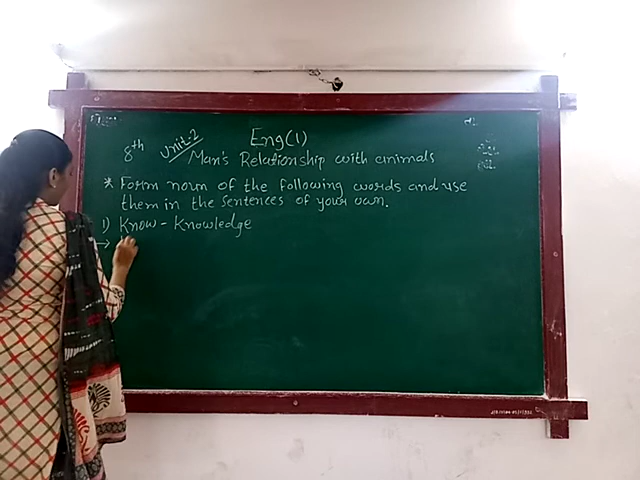 8th Unit-2 Eng(1)
Man's Relationship with animals
* Form noun of the following words and use
them in the sentences of your own.
1) Know - Knowledge
→